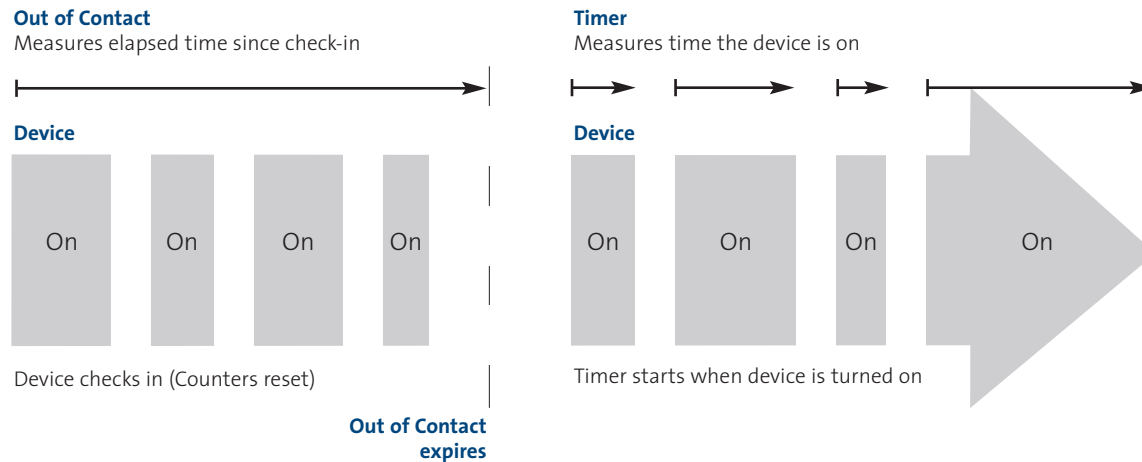 Out of Contact
Measures elapsed time since check-in
Device
On
On
On
On
Device checks in (Counters reset)
Out of Contact
expires
Timer
Measures time the device is on
Device
On
On
On
On
Timer starts when device is turned on